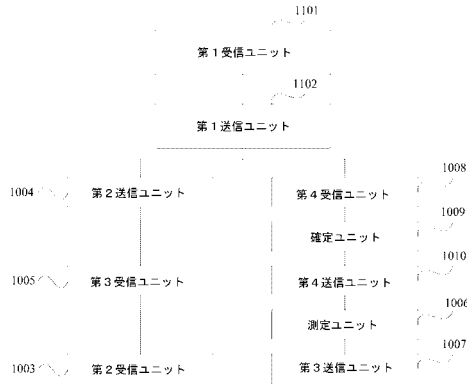 1101
第1受信ユニット
1102
第1送信ユニット
1004
第2送信ユニット
第4受信ユニット
1008
確定ユニット
1009
1005
第3受信ユニット
第4送信ユニット
1010
測定ユニット
1006
1003
第2受信ユニット
第3送信ユニット
1007